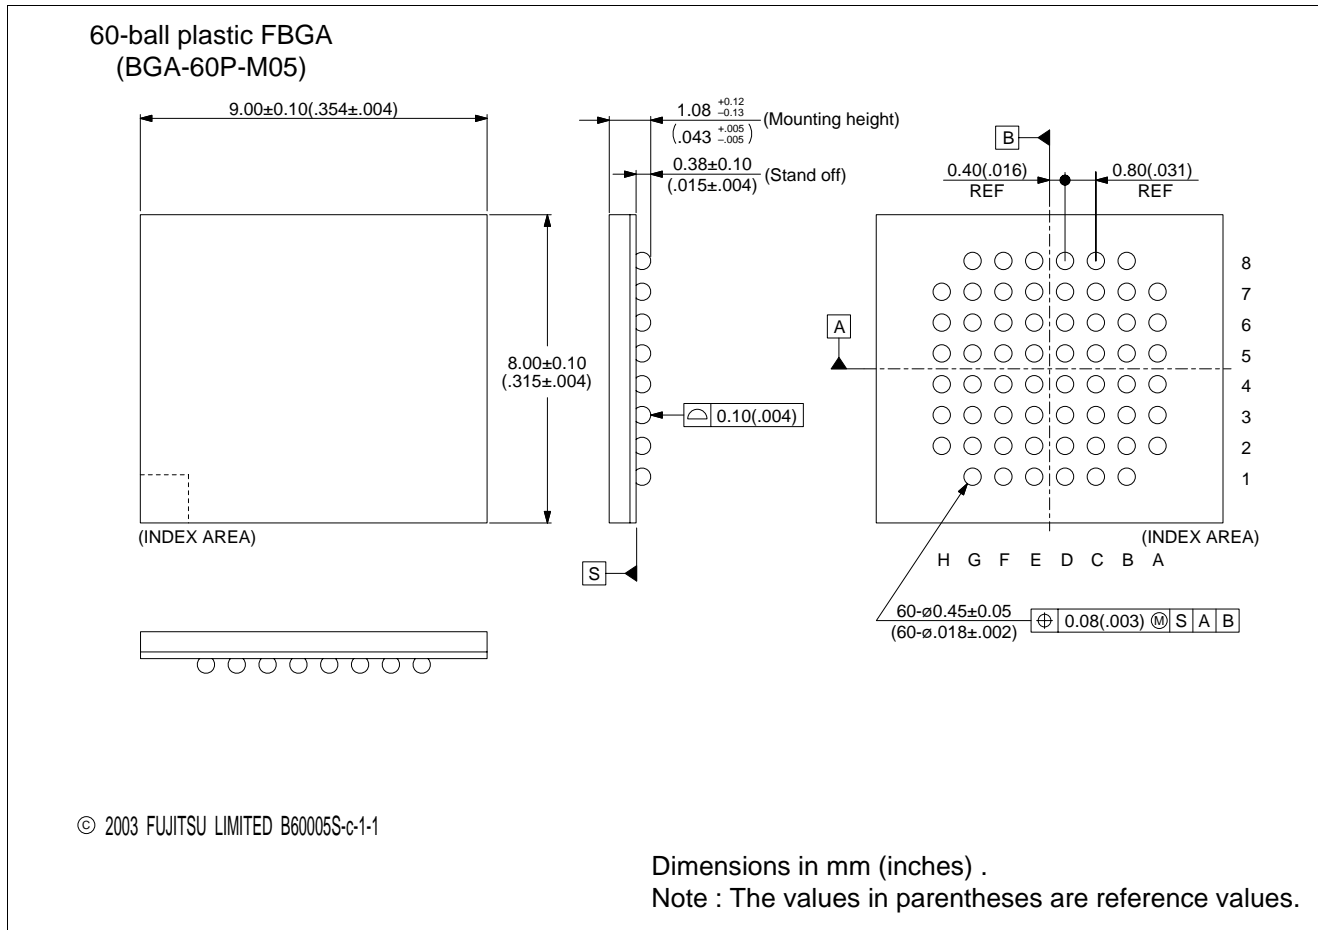 60-ball plastic FBGA
(BGA-60P-M05)
9.00±0.10(.354±.004)
1.08 +0.12 –0.13 (Mounting height)
(.043 +.005 –.005)
0.38±0.10 (Stand off)
(.015±.004)
B
0.40(.016)
REF
0.80(.031)
REF
8
7
6
5
4
3
2
1
A
8.00±0.10
(.315±.004)
0.10(.004)
(INDEX AREA)
(INDEX AREA)
H G F E D C B A
S
60-ø0.45±0.05
(60-ø.018±.002)
⌖ 0.08(.003) Ⓜ S A B
© 2003 FUJITSU LIMITED B60005S-c-1-1
Dimensions in mm (inches) .
Note : The values in parentheses are reference values.